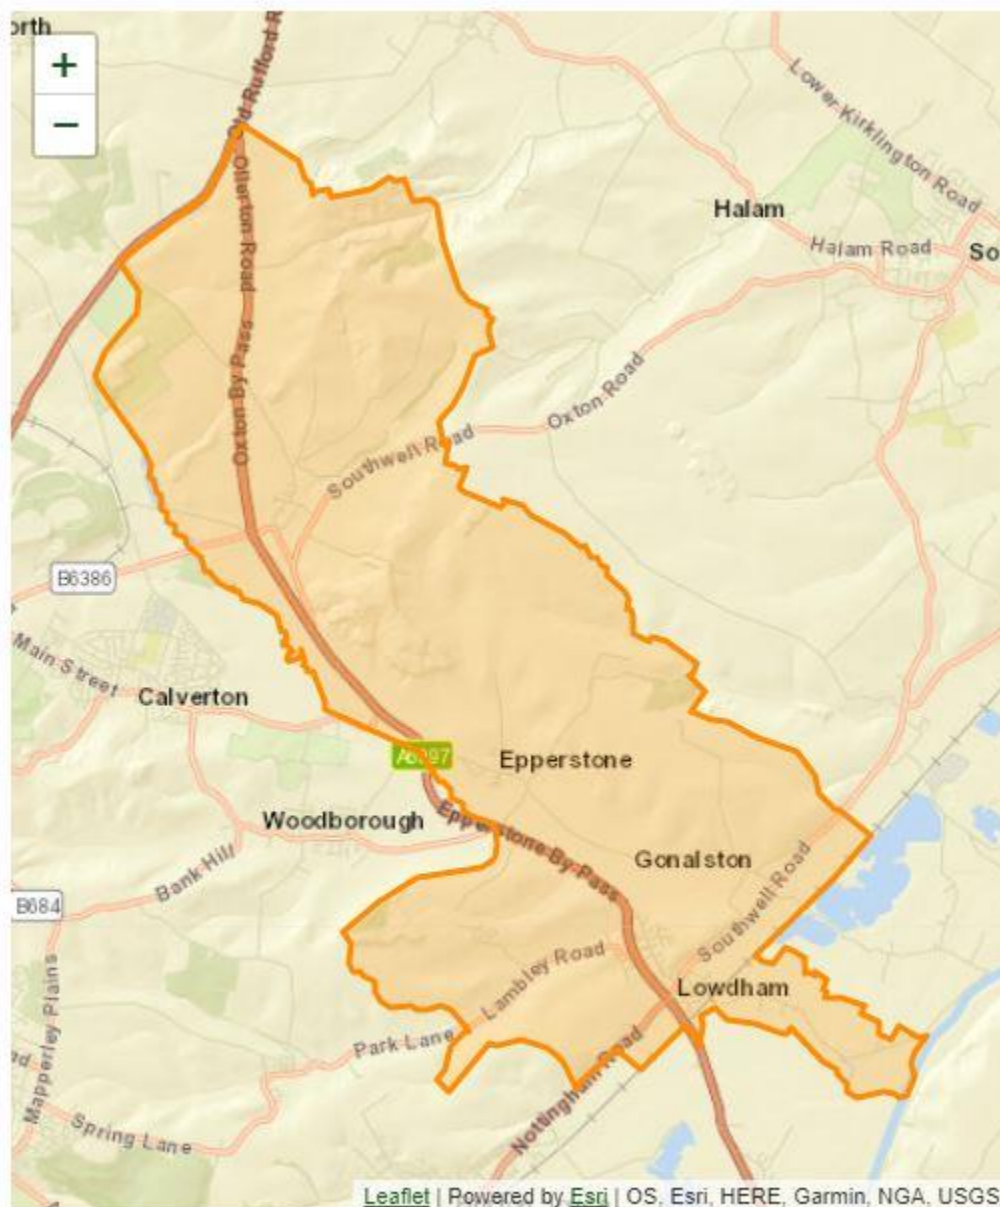 orth
+
−
Old Rufford R
Ollerton Road
Lower Kirklington Road
Halam
Halam Road
So
Oxton By Pass
Oxton Road
Southwell Road
B6386
Main Street
Calverton
A6097
Epperstone
Woodborough
Epperstone By Pass
Gonalston
Bank Hill
B684
Southwell Road
Lambley Road
Lowdham
Mapperley Plains
Park Lane
ad
Nottingham Road
Spring Lane
Leaflet | Powered by Esri | OS, Esri, HERE, Garmin, NGA, USGS